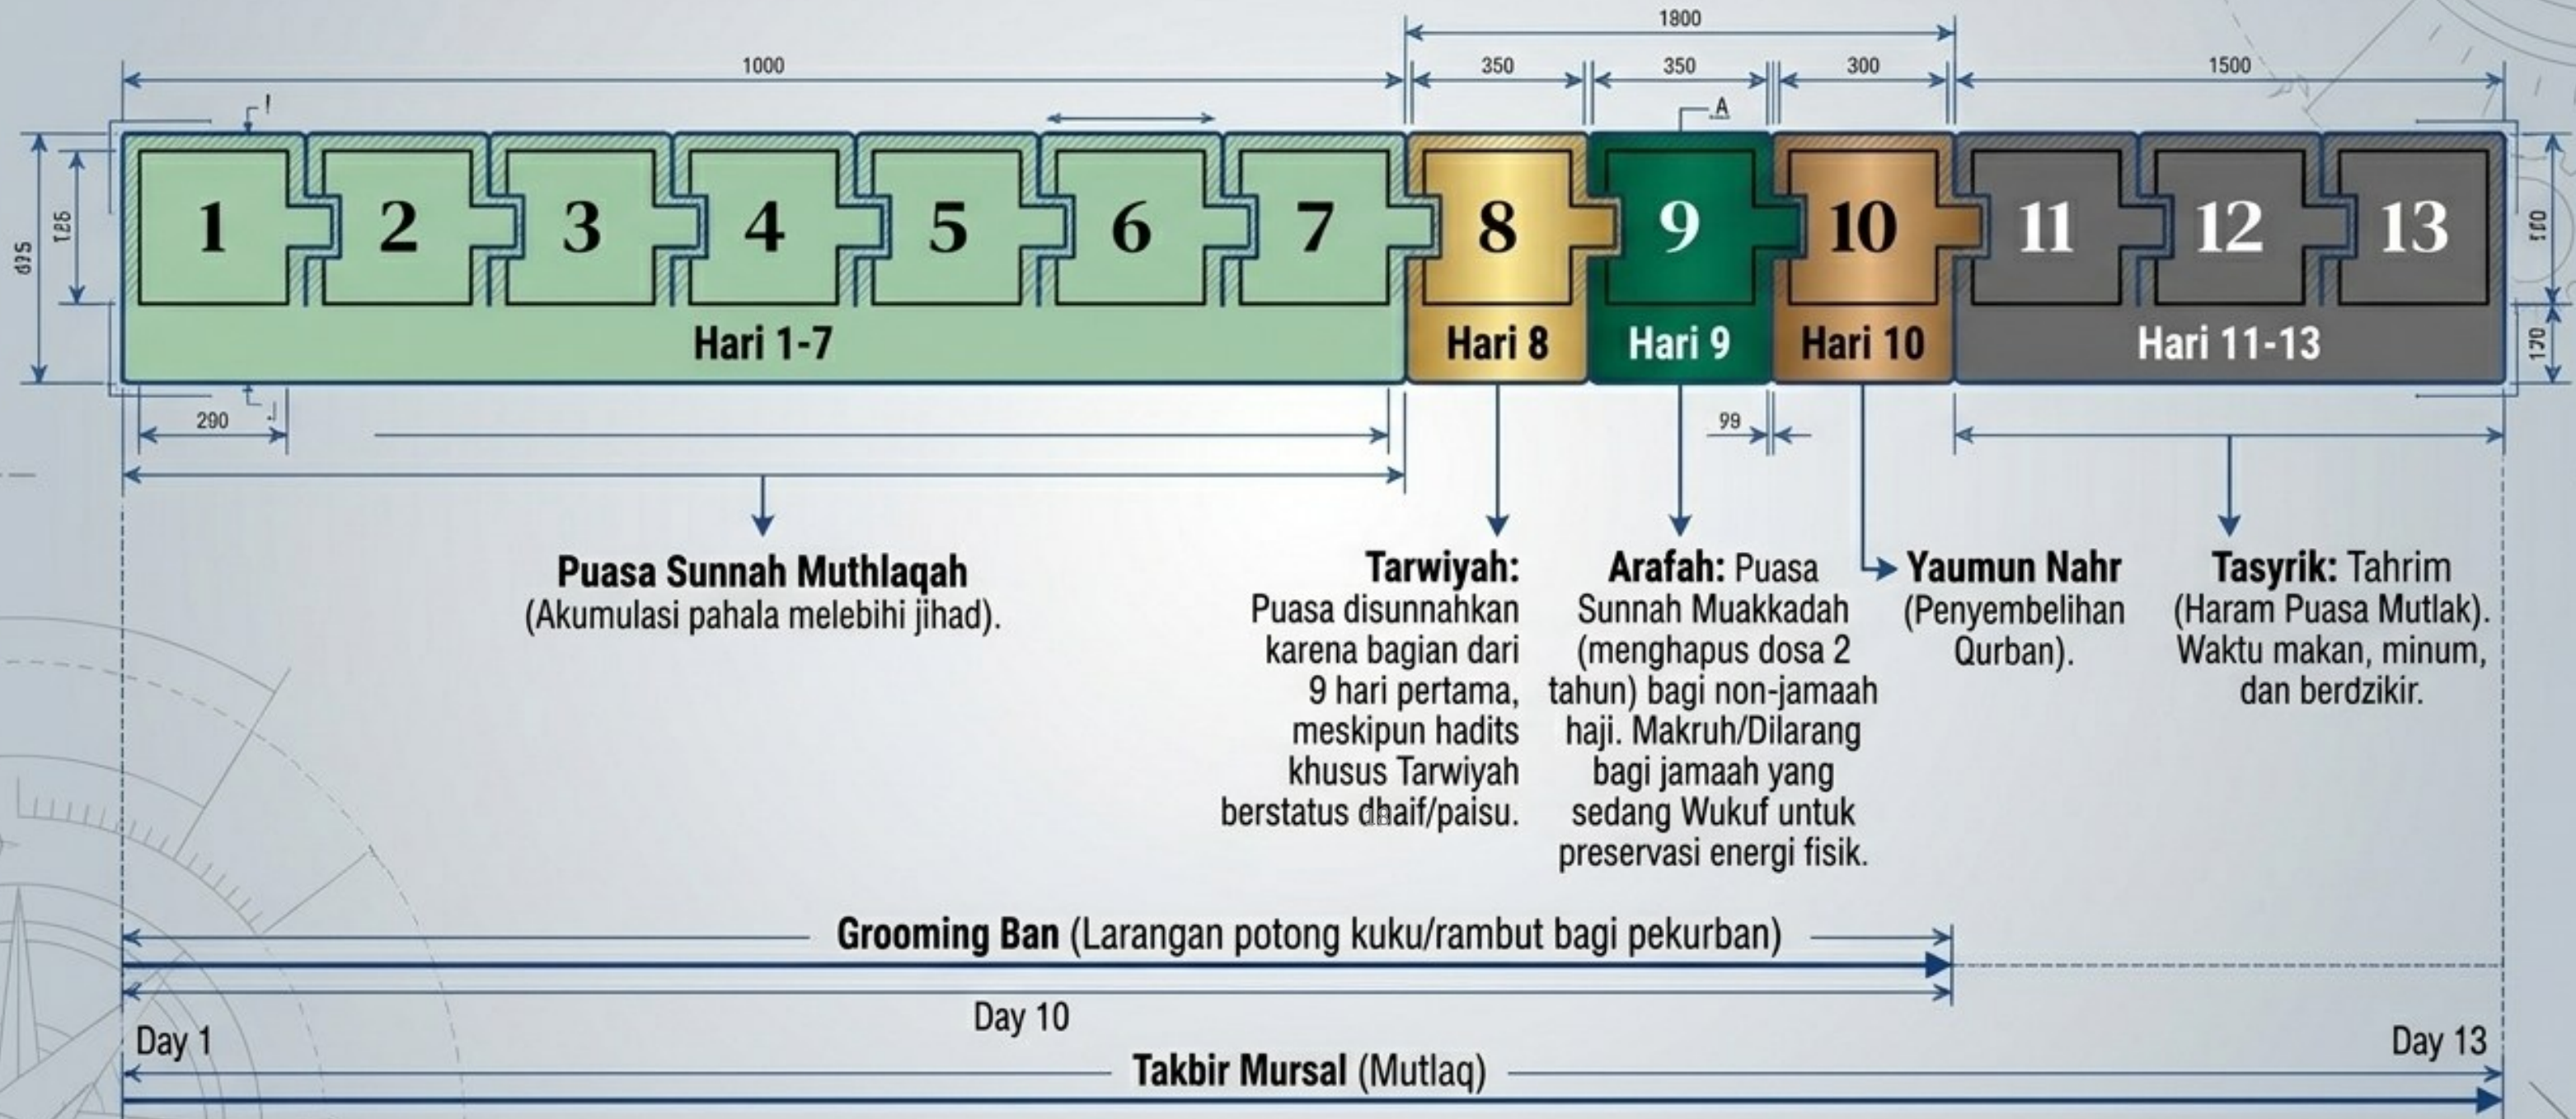 1800
1000
350
350
300
1500
A
1
2
3
4
5
6
7
8
9
10
11
12
13
Hari 1-7
Hari 8
Hari 9
Hari 10
Hari 11-13
290
99
Puasa Sunnah Muthlaqah
(Akumulasi pahala melebihi jihad).
Tarwiyah:
Puasa disunnahkan
karena bagian dari
9 hari pertama,
meskipun hadits
khusus Tarwiyah
berstatus dhaif/paisu.
Arafah: Puasa
Sunnah Muakkadah
(menghapus dosa 2
tahun) bagi non-jamaah
haji. Makruh/Dilarang
bagi jamaah yang
sedang Wukuf untuk
preservasi energi fisik.
Yaumun Nahr
(Penyembelihan
Qurban).
Tasyrik: Tahrim
(Haram Puasa Mutlak).
Waktu makan, minum,
dan berdzikir.
Grooming Ban (Larangan potong kuku/rambut bagi pekurban)
Day 10
Day 1
Day 13
Takbir Mursal (Mutlaq)